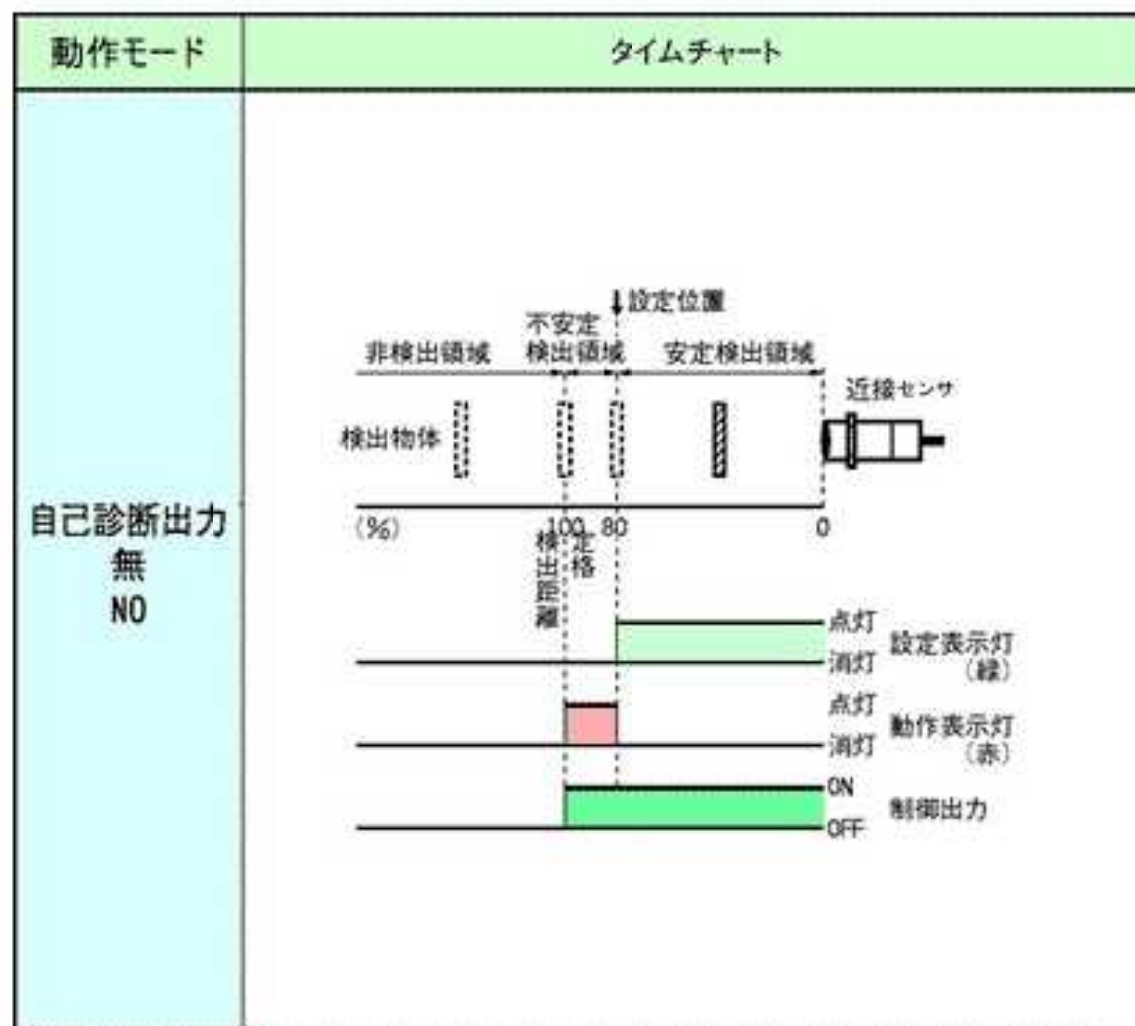 動作モード
タイムチャート
自己診断出力
無
NO
設定位置
不安定
非検出領域
検出領域
安定検出領域
近接センサ
検出物体
(%)
100
80
0
定格
検出距離
点灯
消灯
設定表示灯
(緑)
点灯
消灯
動作表示灯
(赤)
ON
OFF
制御出力